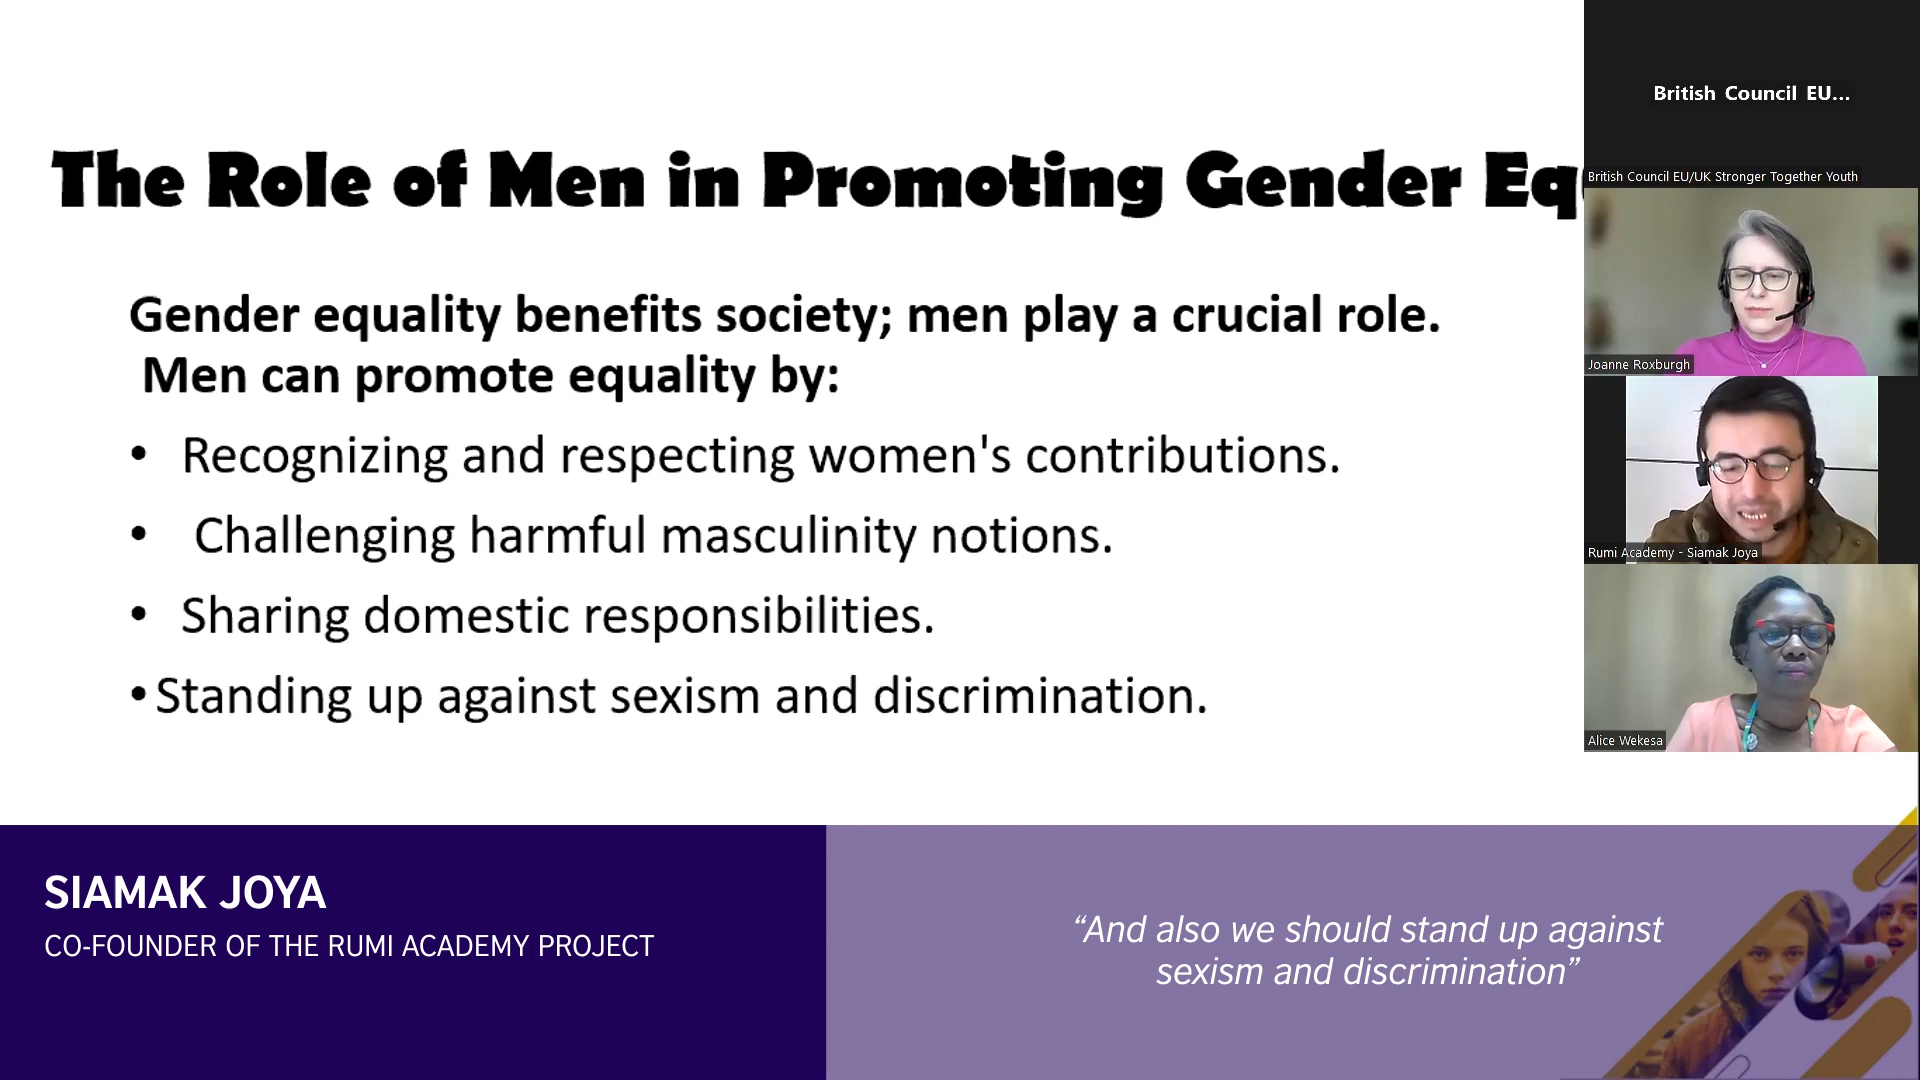 The Role of Men in Promoting Gender Eq
Gender equality benefits society; men play a crucial role.
Men can promote equality by:
• Recognizing and respecting women's contributions.
• Challenging harmful masculinity notions.
• Sharing domestic responsibilities.
• Standing up against sexism and discrimination.
British Council EU...
British Council EU/UK Stronger Together Youth
Joanne Roxburgh
Rumi Academy - Siamak Joya
Alice Wekesa
SIAMAK JOYA
CO-FOUNDER OF THE RUMI ACADEMY PROJECT
“And also we should stand up against
sexism and discrimination”